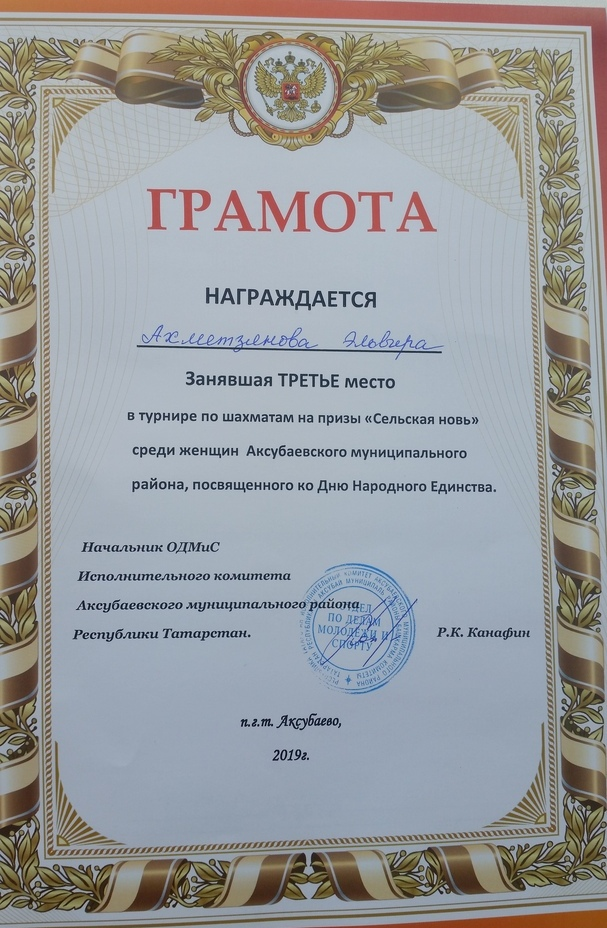 ГРАМОТА
НАГРАЖДАЕТСЯ
Ахметзянова Эльвира
Занявшая ТРЕТЬЕ место
в турнире по шахматам на призы «Сельская новь»
среди женщин Аксубаевского муниципального
района, посвященного ко Дню Народного Единства.
Начальник ОДМиС
Исполнительного комитета
Аксубаевского муниципального района
Республики Татарстан.
Р.К. Канафин
ОТДЕЛ
ПО ДЕЛАМ
МОЛОДЕЖИ И
СПОРТУ
п.г.т. Аксубаево,
2019г.